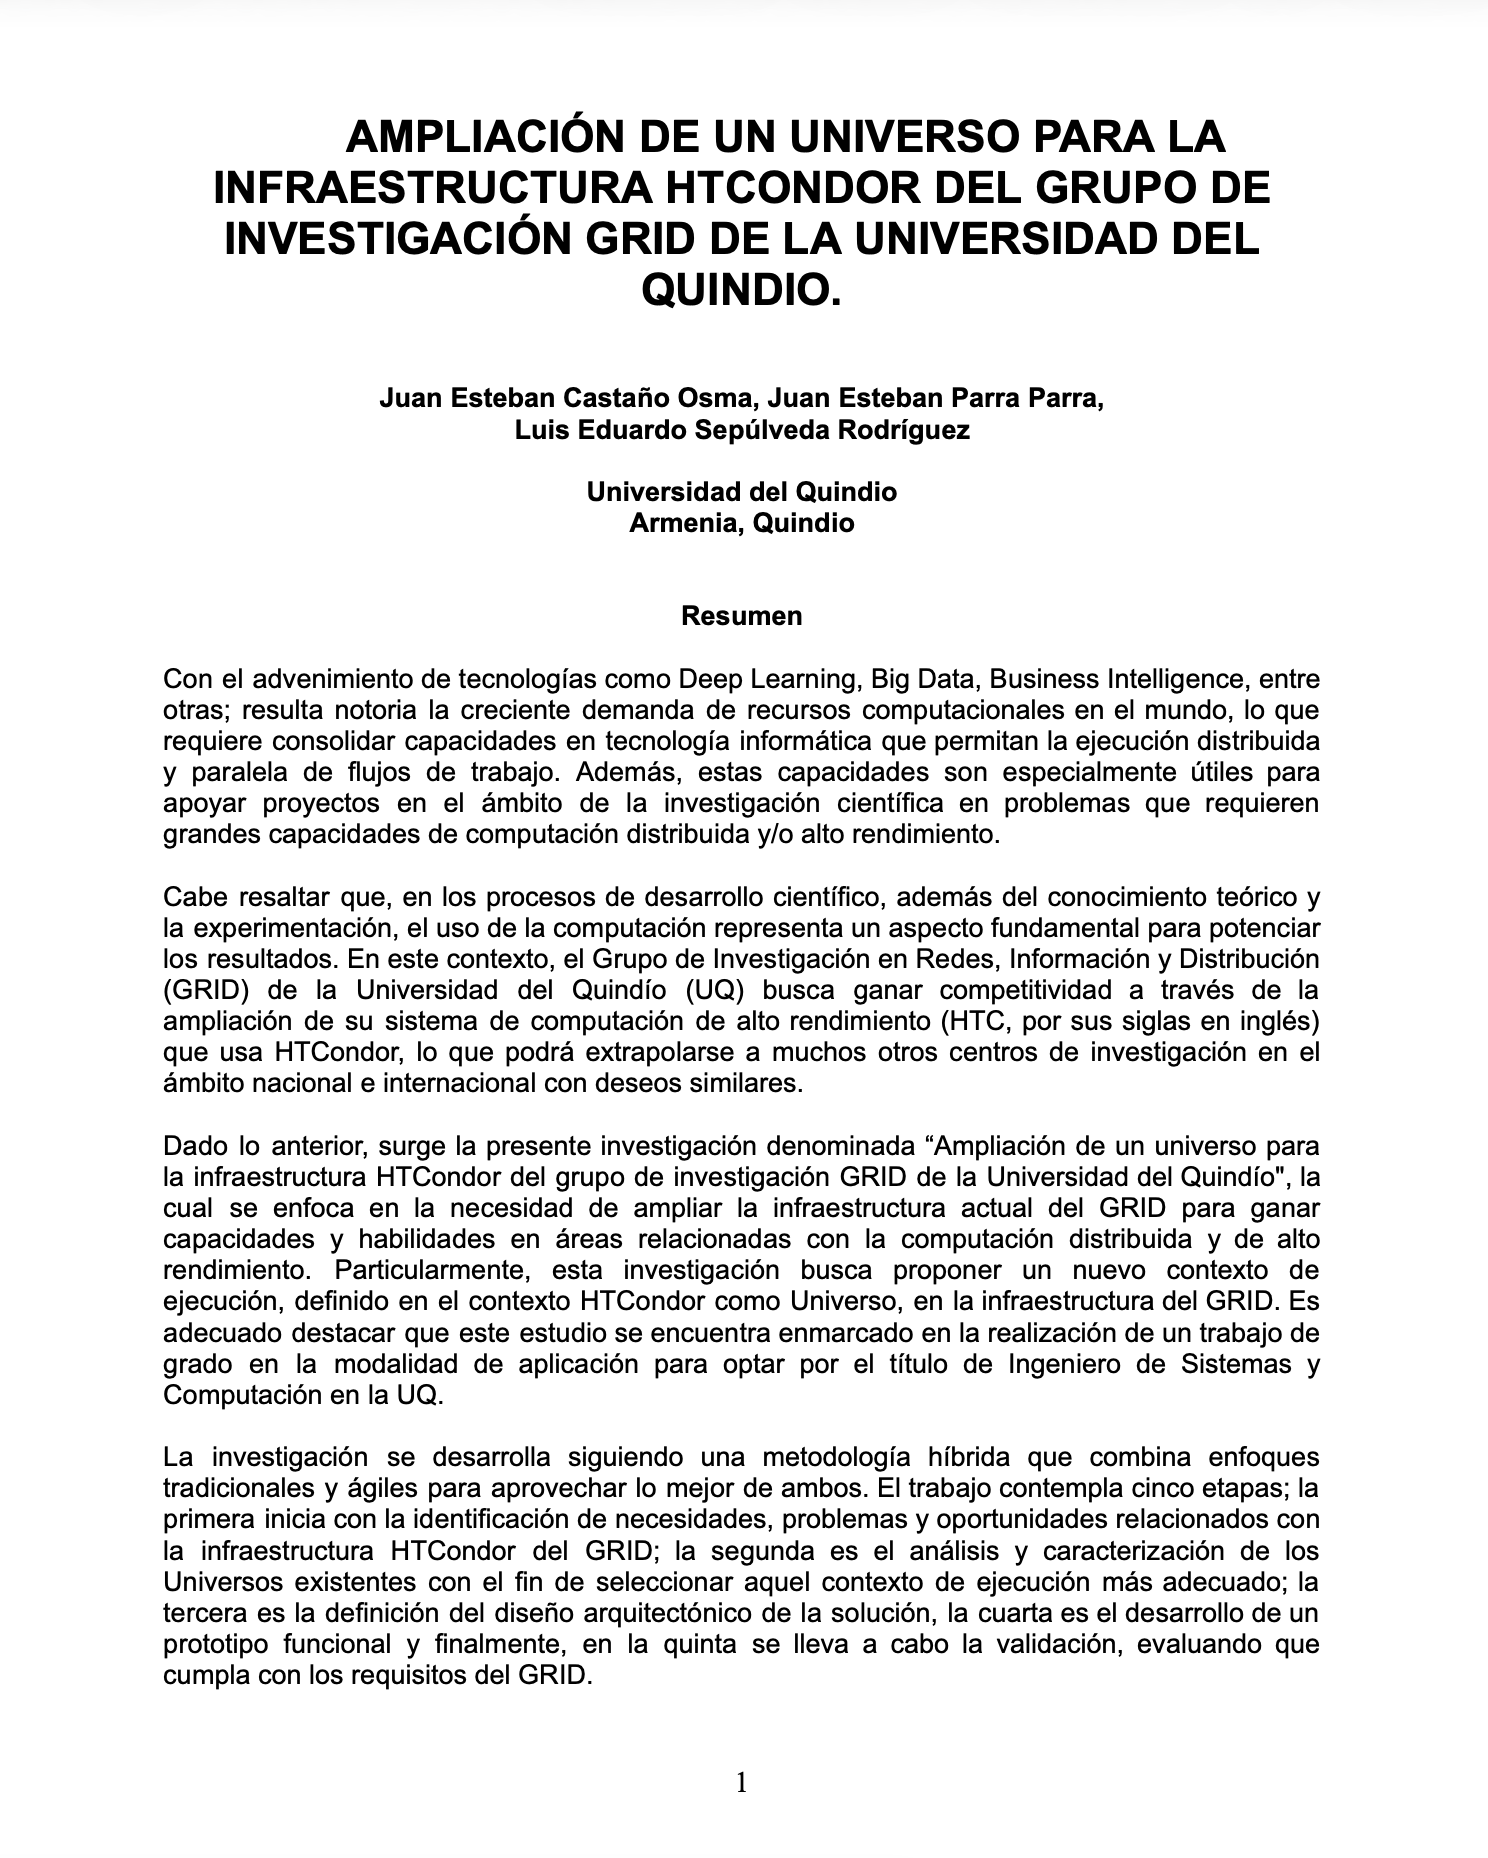 AMPLIACIÓN DE UN UNIVERSO PARA LA
INFRAESTRUCTURA HTCONDOR DEL GRUPO DE
INVESTIGACIÓN GRID DE LA UNIVERSIDAD DEL
QUINDIO.
Juan Esteban Castaño Osma, Juan Esteban Parra Parra,
Luis Eduardo Sepúlveda Rodríguez
Universidad del Quindio
Armenia, Quindio
Resumen
Con el advenimiento de tecnologías como Deep Learning, Big Data, Business Intelligence, entre
otras; resulta notoria la creciente demanda de recursos computacionales en el mundo, lo que
requiere consolidar capacidades en tecnología informática que permitan la ejecución distribuida
y paralela de flujos de trabajo. Además, estas capacidades son especialmente útiles para
apoyar proyectos en el ámbito de la investigación científica en problemas que requieren
grandes capacidades de computación distribuida y/o alto rendimiento.
Cabe resaltar que, en los procesos de desarrollo científico, además del conocimiento teórico y
la experimentación, el uso de la computación representa un aspecto fundamental para potenciar
los resultados. En este contexto, el Grupo de Investigación en Redes, Información y Distribución
(GRID) de la Universidad del Quindío (UQ) busca ganar competitividad a través de la
ampliación de su sistema de computación de alto rendimiento (HTC, por sus siglas en inglés)
que usa HTCondor, lo que podrá extrapolarse a muchos otros centros de investigación en el
ámbito nacional e internacional con deseos similares.
Dado lo anterior, surge la presente investigación denominada “Ampliación de un universo para
la infraestructura HTCondor del grupo de investigación GRID de la Universidad del Quindío", la
cual se enfoca en la necesidad de ampliar la infraestructura actual del GRID para ganar
capacidades y habilidades en áreas relacionadas con la computación distribuida y de alto
rendimiento. Particularmente, esta investigación busca proponer un nuevo contexto de
ejecución, definido en el contexto HTCondor como Universo, en la infraestructura del GRID. Es
adecuado destacar que este estudio se encuentra enmarcado en la realización de un trabajo de
grado en la modalidad de aplicación para optar por el título de Ingeniero de Sistemas y
Computación en la UQ.
La investigación se desarrolla siguiendo una metodología híbrida que combina enfoques
tradicionales y ágiles para aprovechar lo mejor de ambos. El trabajo contempla cinco etapas; la
primera inicia con la identificación de necesidades, problemas y oportunidades relacionados con
la infraestructura HTCondor del GRID; la segunda es el análisis y caracterización de los
Universos existentes con el fin de seleccionar aquel contexto de ejecución más adecuado; la
tercera es la definición del diseño arquitectónico de la solución, la cuarta es el desarrollo de un
prototipo funcional y finalmente, en la quinta se lleva a cabo la validación, evaluando que
cumpla con los requisitos del GRID.
1